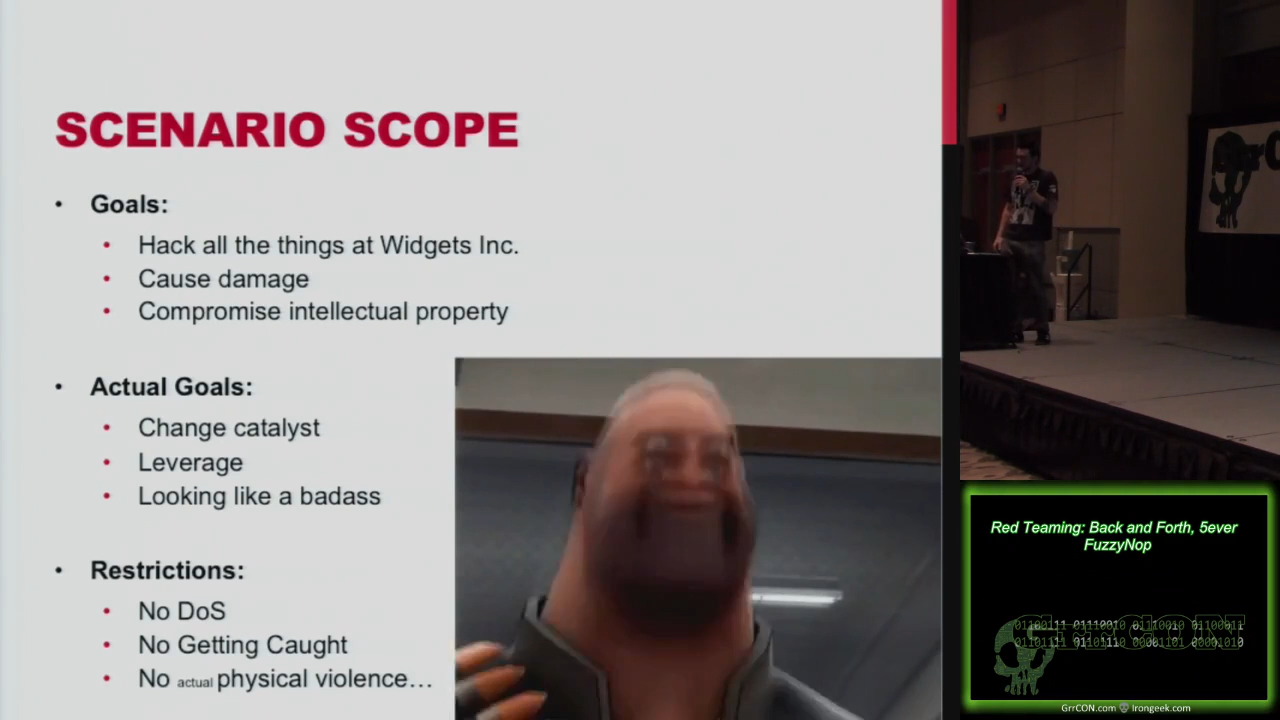 SCENARIO SCOPE
• Goals:
• Hack all the things at Widgets Inc.
• Cause damage
• Compromise intellectual property
• Actual Goals:
• Change catalyst
• Leverage
• Looking like a badass
• Restrictions:
• No DoS
• No Getting Caught
• No actual physical violence…
Red Teaming: Back and Forth, 5ever
FuzzyNop
GrrCON
GrrCON.com Irongeek.com